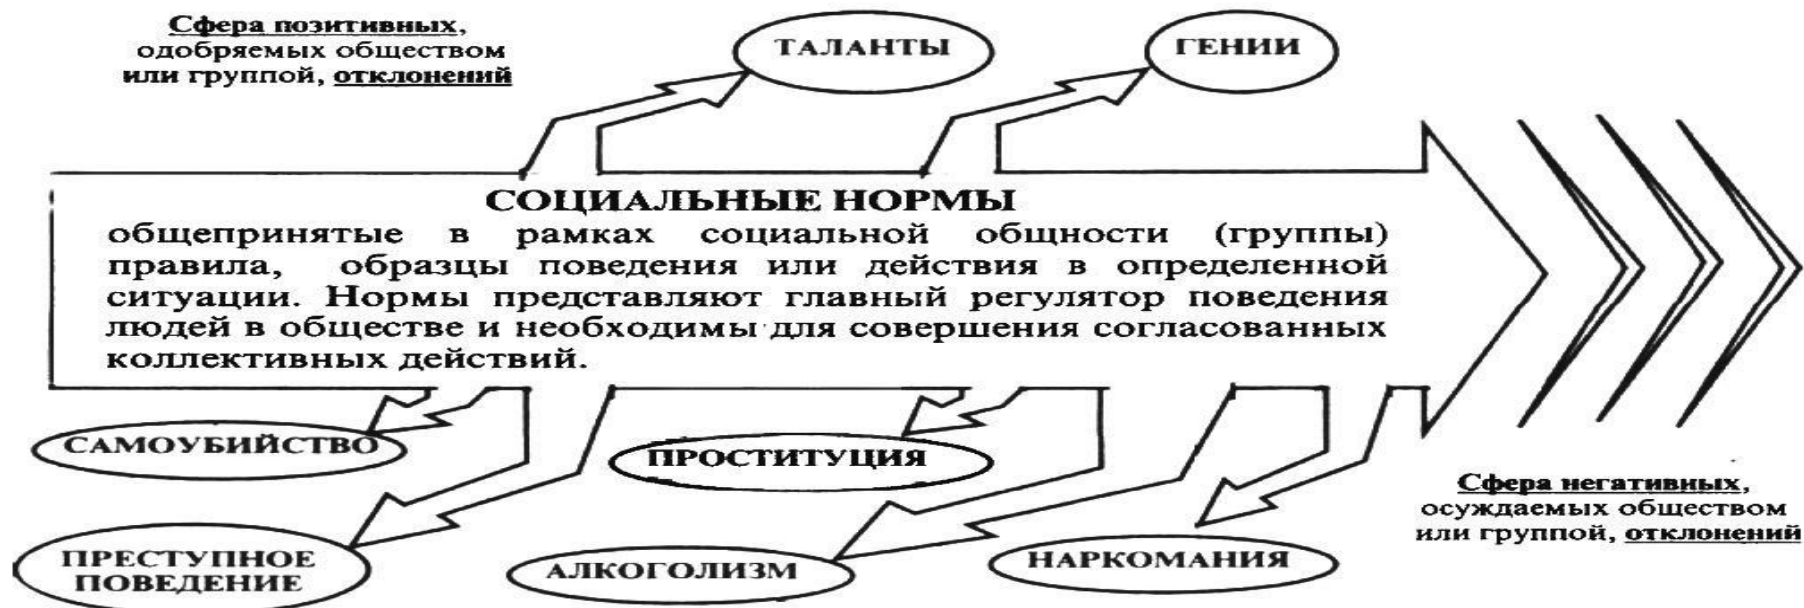 Сфера позитивных,
одобряемых обществом
или группой, отклонений
ТАЛАНТЫ
ГЕНИИ
СОЦИАЛЬНЫЕ НОРМЫ
общепринятые в рамках социальной общности (группы)
правила, образцы поведения или действия в определенной
ситуации. Нормы представляют главный регулятор поведения
людей в обществе и необходимы для совершения согласованных
коллективных действий.
САМОУБИЙСТВО
ПРОСТИТУЦИЯ
ПРЕСТУПНОЕ
ПОВЕДЕНИЕ
АЛКОГОЛИЗМ
НАРКОМАНИЯ
Сфера негативных,
осуждаемых обществом
или группой, отклонений